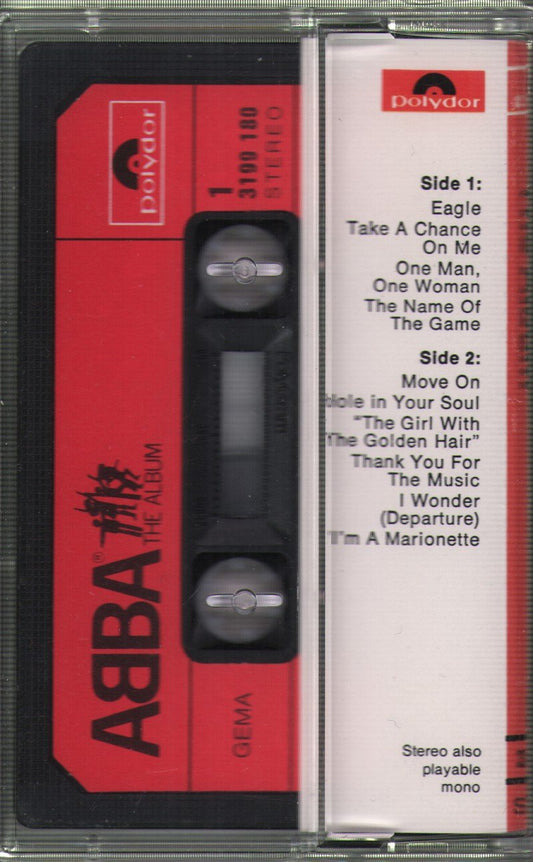 polydor
1
3199 180
STEREO
ABBA®
THE ALBUM
GEMA
polydor
Side 1:
Eagle
Take A Chance
On Me
One Man,
One Woman
The Name Of
The Game
Side 2:
Move On
Hole in Your Soul
"The Girl With
The Golden Hair"
Thank You For
The Music
I Wonder
(Departure)
I'm A Marionette
Stereo also
playable
mono